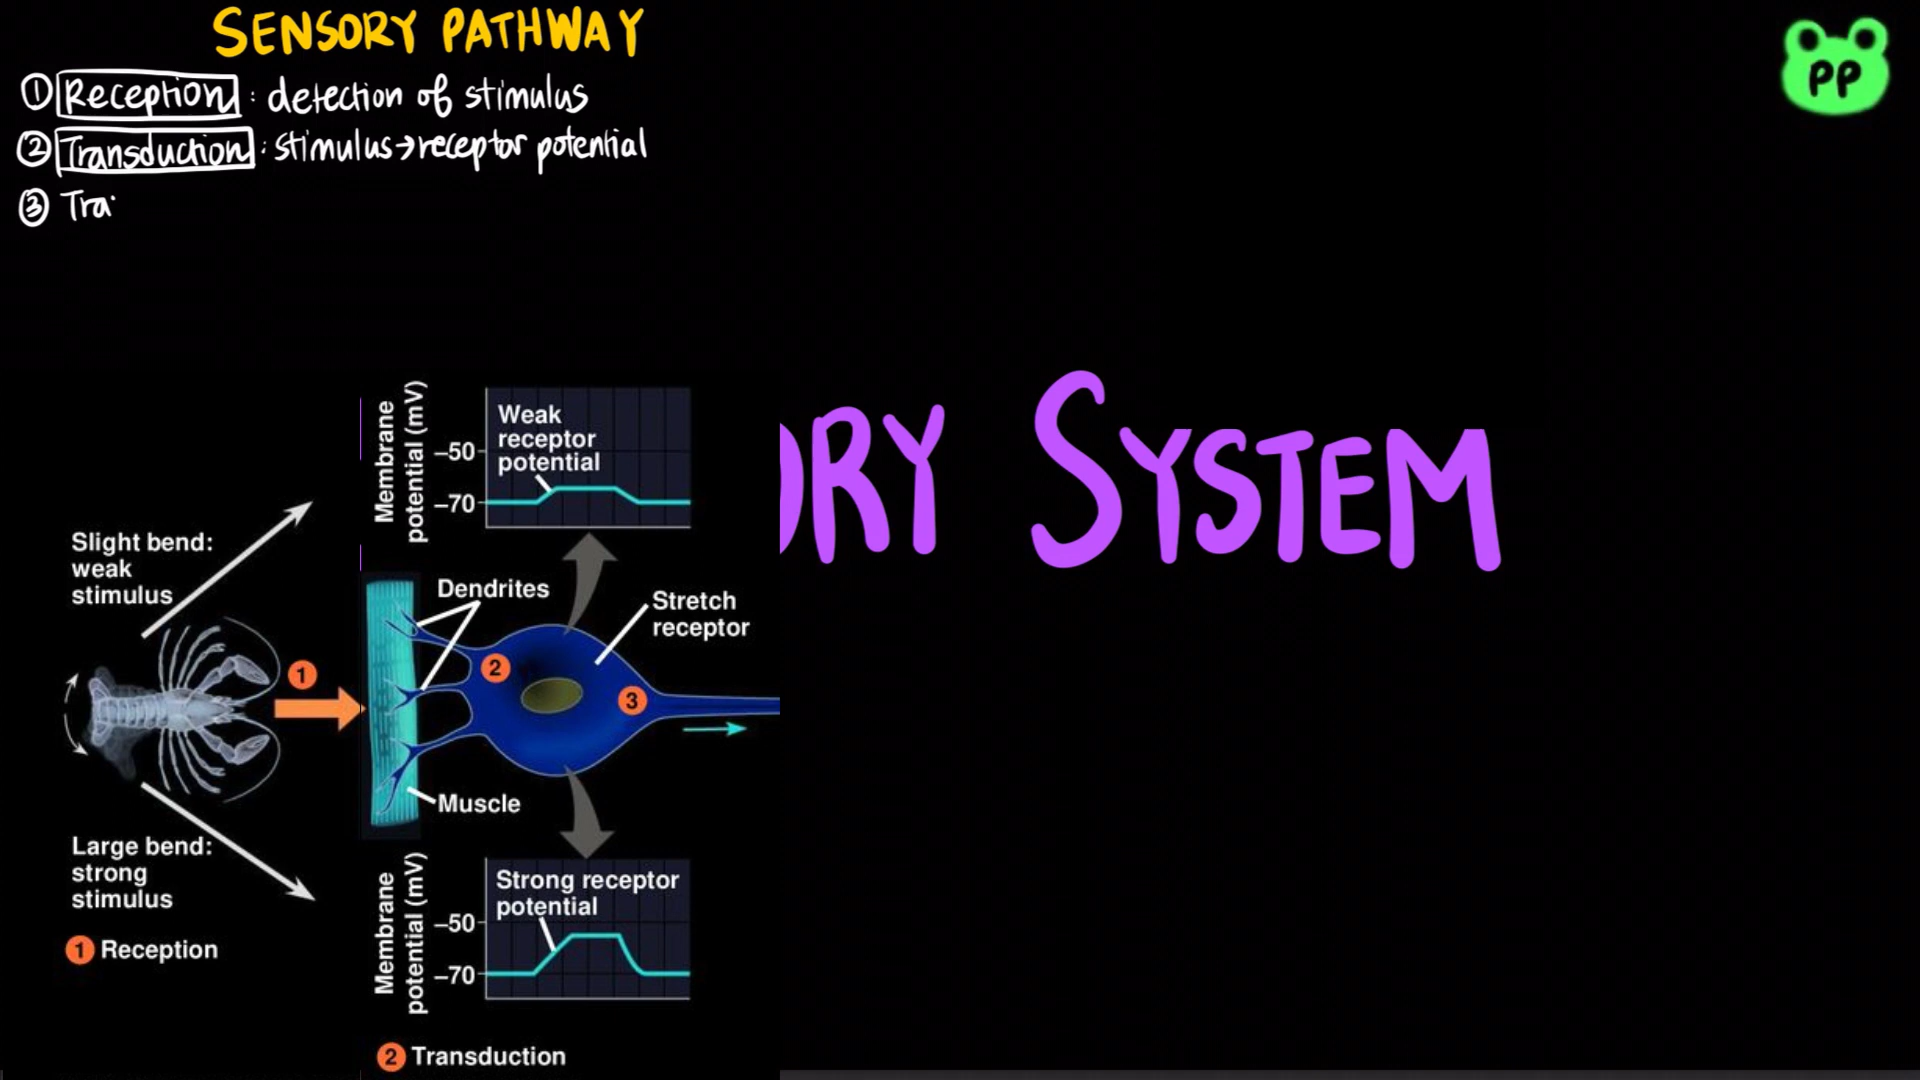 SENSORY PATHWAY
① Reception : detection of stimulus
② Transduction : stimulus→receptor potential
③ Tra
PP
ORY SYSTEM
Membrane potential (mV)
Weak receptor potential
–50
–70
Slight bend:
weak
stimulus
Dendrites
Stretch
receptor
1
2
3
Muscle
Large bend:
strong
stimulus
Membrane potential (mV)
Strong receptor
potential
–50
–70
1 Reception
2 Transduction